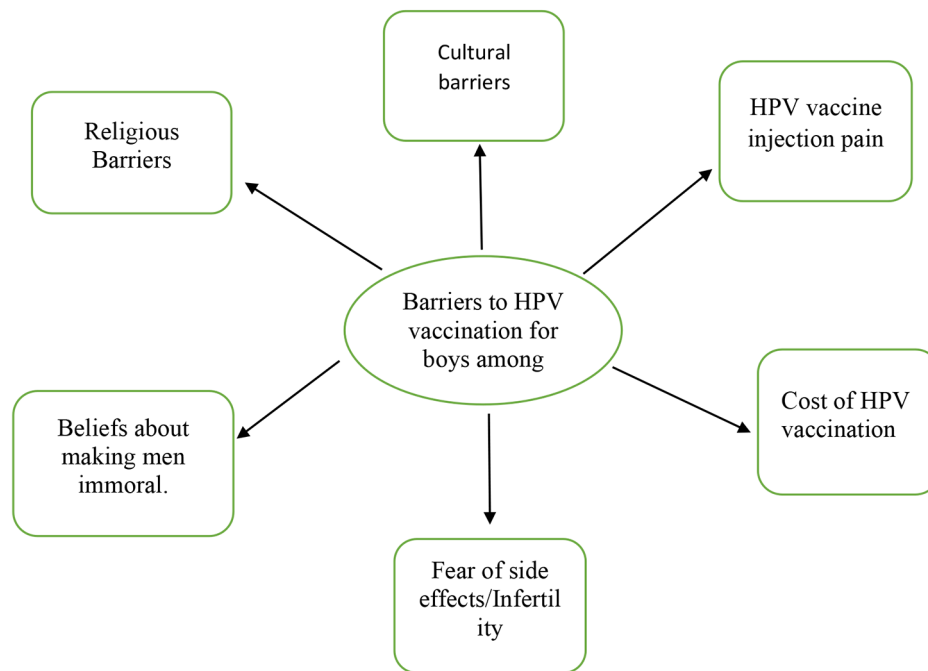 Cultural
barriers
Religious
Barriers
HPV vaccine
injection pain
Barriers to HPV
vaccination for
boys among
Beliefs about
making men
immoral.
Cost of HPV
vaccination
Fear of side
effects/Infertil
ity